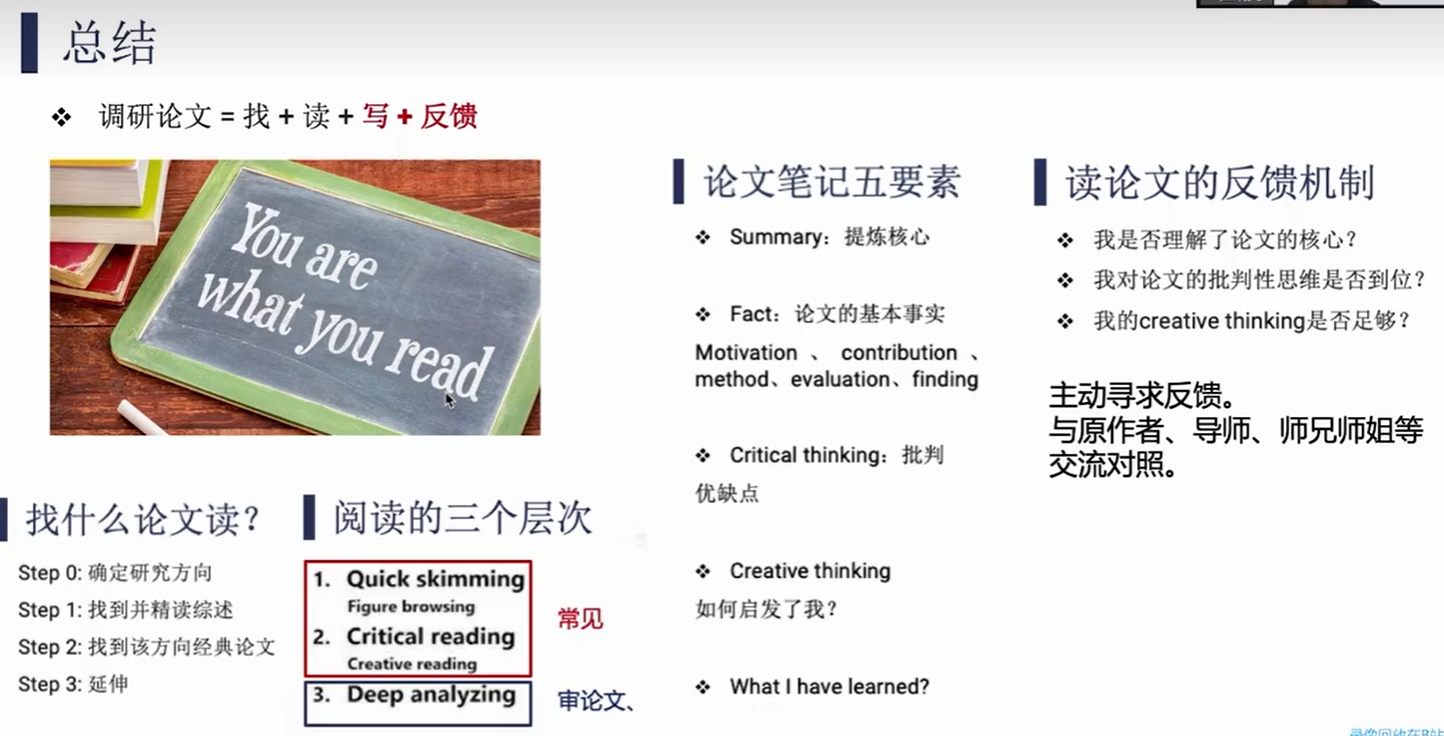 总结
❖ 调研论文 = 找 + 读 + 写 + 反馈
You are
what you read
找什么论文读？
Step 0: 确定研究方向
Step 1: 找到并精读综述
Step 2: 找到该方向经典论文
Step 3: 延伸
阅读的三个层次
1. Quick skimming
Figure browsing
2. Critical reading
Creative reading
常见
3. Deep analyzing
审论文、
论文笔记五要素
❖ Summary：提炼核心
❖ Fact：论文的基本事实
Motivation 、 contribution 、
method、evaluation、finding
❖ Critical thinking：批判
优缺点
❖ Creative thinking
如何启发了我？
❖ What I have learned?
读论文的反馈机制
❖ 我是否理解了论文的核心？
❖ 我对论文的批判性思维是否到位？
❖ 我的creative thinking是否足够？
主动寻求反馈。
与原作者、导师、师兄师姐等
交流对照。
录像回放在B站